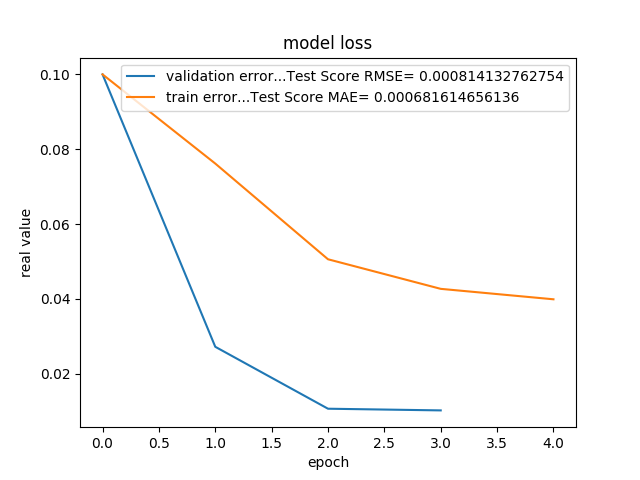 model loss
validation error...Test Score RMSE= 0.000814132762754
train error...Test Score MAE= 0.000681614656136
0.10
0.08
0.06
0.04
0.02
real value
0.0 0.5 1.0 1.5 2.0 2.5 3.0 3.5 4.0
epoch